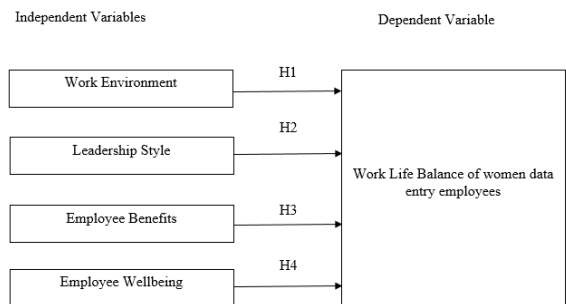 Independent Variables
Dependent Variable
Work Environment
H1
Leadership Style
H2
Work Life Balance of women data
entry employees
Employee Benefits
H3
Employee Wellbeing
H4